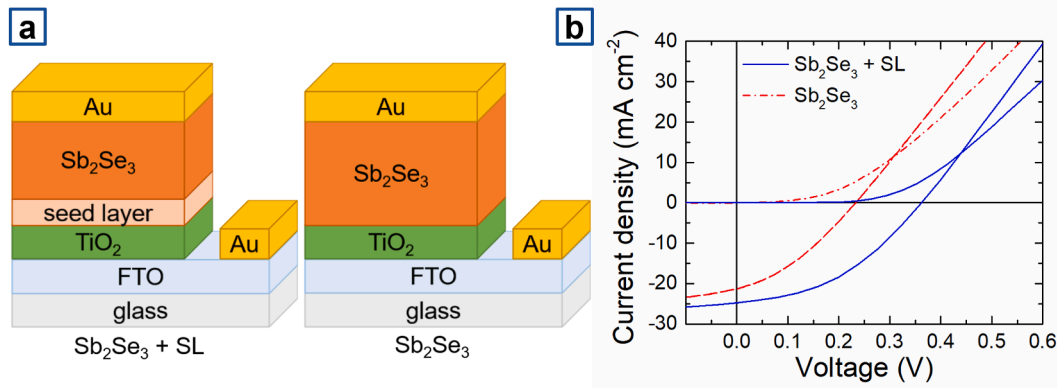 a
Au
Sb₂Se₃
seed layer
TiO₂
Au
FTO
glass
Sb₂Se₃ + SL
Au
Sb₂Se₃
TiO₂
Au
FTO
glass
Sb₂Se₃
b
Current density (mA cm⁻²)
40
30
20
10
0
-10
-20
-30
Sb₂Se₃ + SL
Sb₂Se₃
0.0 0.1 0.2 0.3 0.4 0.5 0.6
Voltage (V)